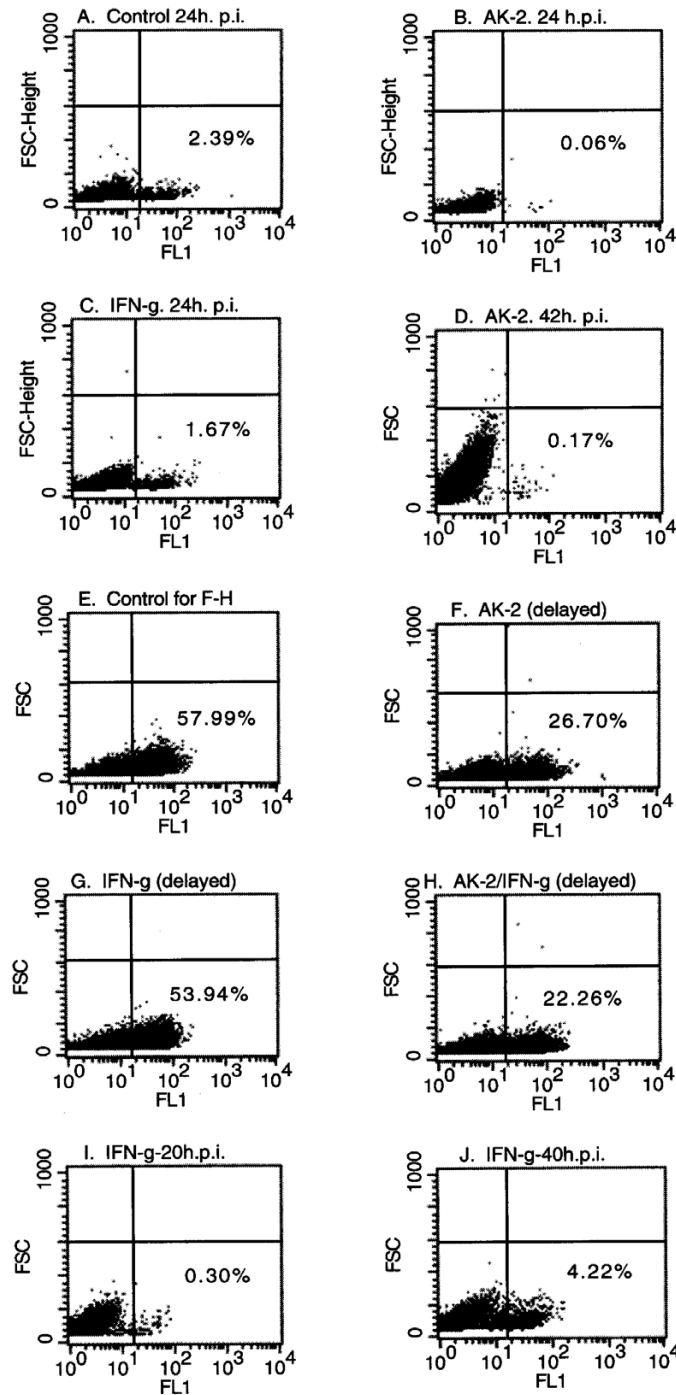 A. Control 24h. p.i.
1000
FSC-Height
2.39%
0
10^0 10^1 10^2 10^3 10^4
FL1
B. AK-2. 24 h.p.i.
1000
FSC-Height
0.06%
0
10^0 10^1 10^2 10^3 10^4
FL1
C. IFN-g. 24h. p.i.
1000
FSC-Height
1.67%
0
10^0 10^1 10^2 10^3 10^4
FL1
D. AK-2. 42h. p.i.
1000
FSC
0.17%
0
10^0 10^1 10^2 10^3 10^4
FL1
E. Control for F-H
1000
FSC
57.99%
0
10^0 10^1 10^2 10^3 10^4
FL1
F. AK-2 (delayed)
1000
FSC
26.70%
0
10^0 10^1 10^2 10^3 10^4
FL1
G. IFN-g (delayed)
1000
FSC
53.94%
0
10^0 10^1 10^2 10^3 10^4
FL1
H. AK-2/IFN-g (delayed)
1000
FSC
22.26%
0
10^0 10^1 10^2 10^3 10^4
FL1
I. IFN-g-20h.p.i.
1000
FSC
0.30%
0
10^0 10^1 10^2 10^3 10^4
FL1
J. IFN-g-40h.p.i.
1000
FSC
4.22%
0
10^0 10^1 10^2 10^3 10^4
FL1